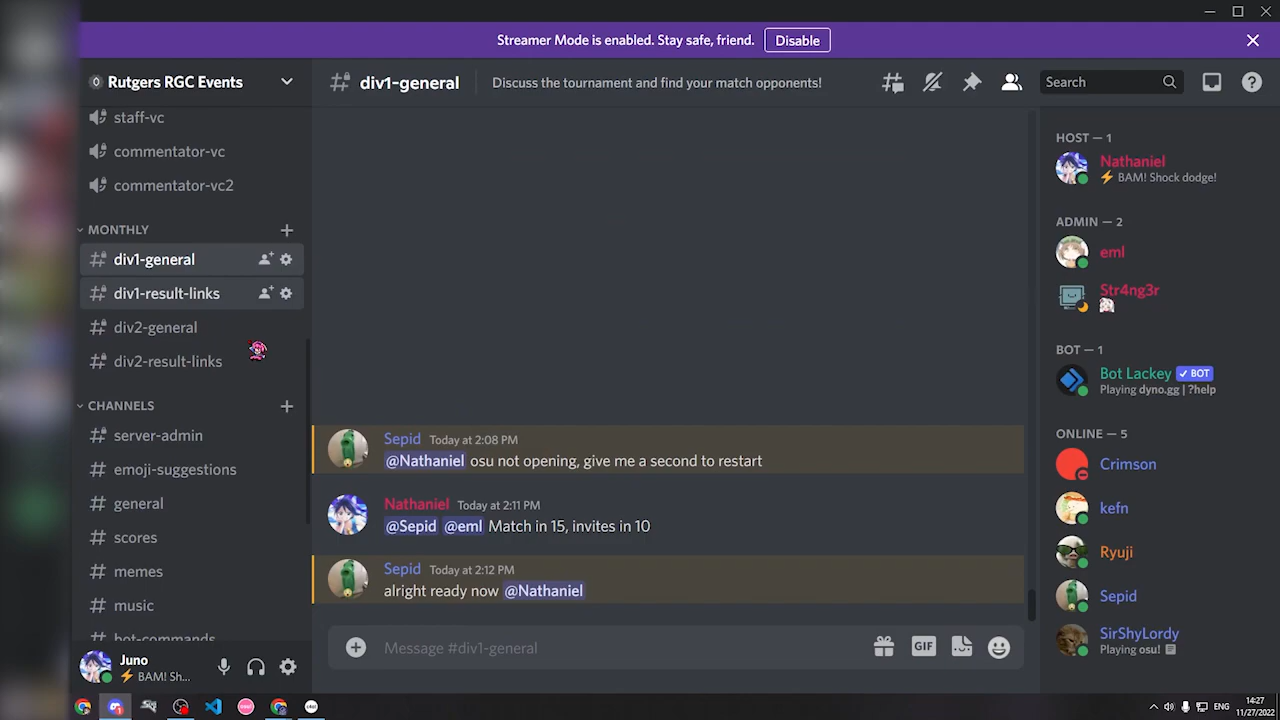 Streamer Mode is enabled. Stay safe, friend. Disable
Rutgers RGC Events
staff-vc
commentator-vc
commentator-vc2
MONTHLY
div1-general
div1-result-links
div2-general
div2-result-links
CHANNELS
server-admin
emoji-suggestions
general
scores
memes
music
bot-commands
Juno
BAM! Sh...
div1-general
Discuss the tournament and find your match opponents!
Search
Sepid Today at 2:08 PM
@Nathaniel osu not opening, give me a second to restart
Nathaniel Today at 2:11 PM
@Sepid @eml Match in 15, invites in 10
Sepid Today at 2:12 PM
alright ready now @Nathaniel
Message #div1-general
GIF
HOST — 1
Nathaniel
BAM! Shock dodge!
ADMIN — 2
eml
Str4ng3r
BOT — 1
Bot Lackey ✓ BOT
Playing dyno.gg | ?help
ONLINE — 5
Crimson
kefn
Ryuji
Sepid
SirShyLordy
Playing osu!
ENG
14:27
11/27/2022